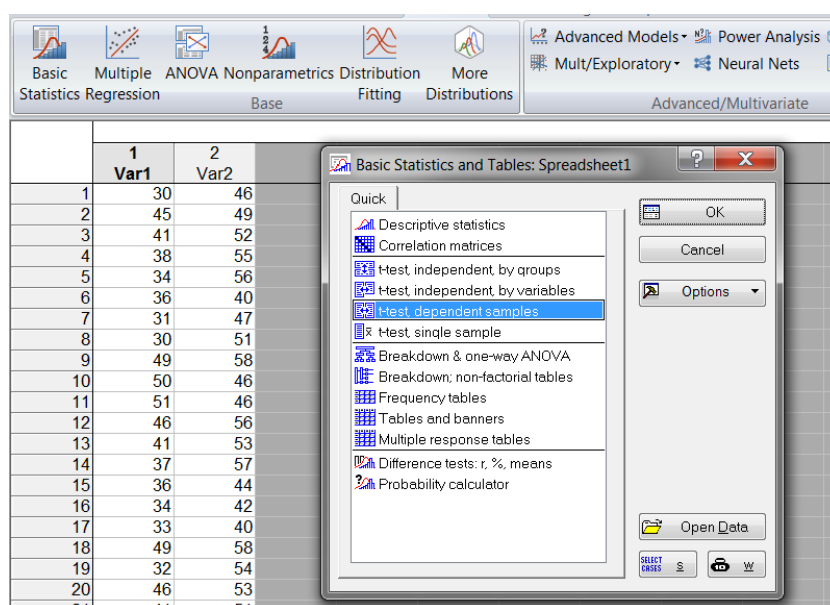 Basic Statistics
Multiple Regression
ANOVA
Nonparametrics
Distribution Fitting
More Distributions
Base
Advanced Models
Power Analysis
Mult/Exploratory
Neural Nets
Advanced/Multivariate
1 2
Var1 Var2
1 30 46
2 45 49
3 41 52
4 38 55
5 34 56
6 36 40
7 31 47
8 30 51
9 49 58
10 50 46
11 51 46
12 46 56
13 41 53
14 37 57
15 36 44
16 34 42
17 33 40
18 49 58
19 32 54
20 46 53
Basic Statistics and Tables: Spreadsheet1
Quick
Descriptive statistics
Correlation matrices
t-test, independent, by groups
t-test, independent, by variables
t-test, dependent samples
t-test, single sample
Breakdown & one-way ANOVA
Breakdown; non-factorial tables
Frequency tables
Tables and banners
Multiple response tables
Difference tests: r, %, means
Probability calculator
OK
Cancel
Options
Open Data
SELECT CASES S
W